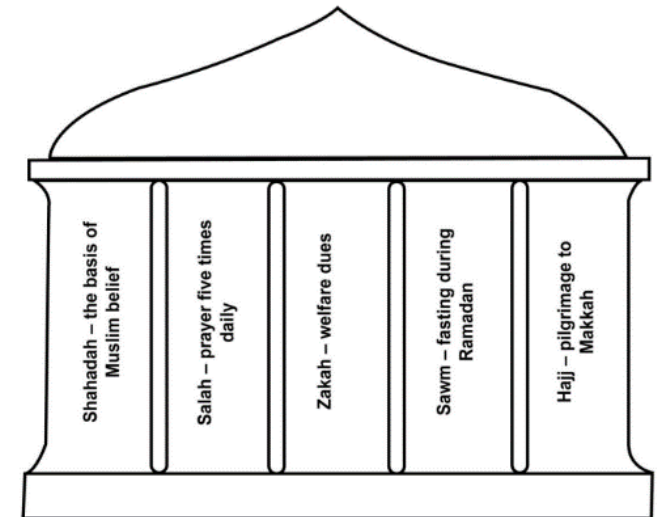 Shahadah – the basis of
Muslim belief
Salah – prayer five times
daily
Zakah – welfare dues
Sawm – fasting during
Ramadan
Hajj – pilgrimage to
Makkah